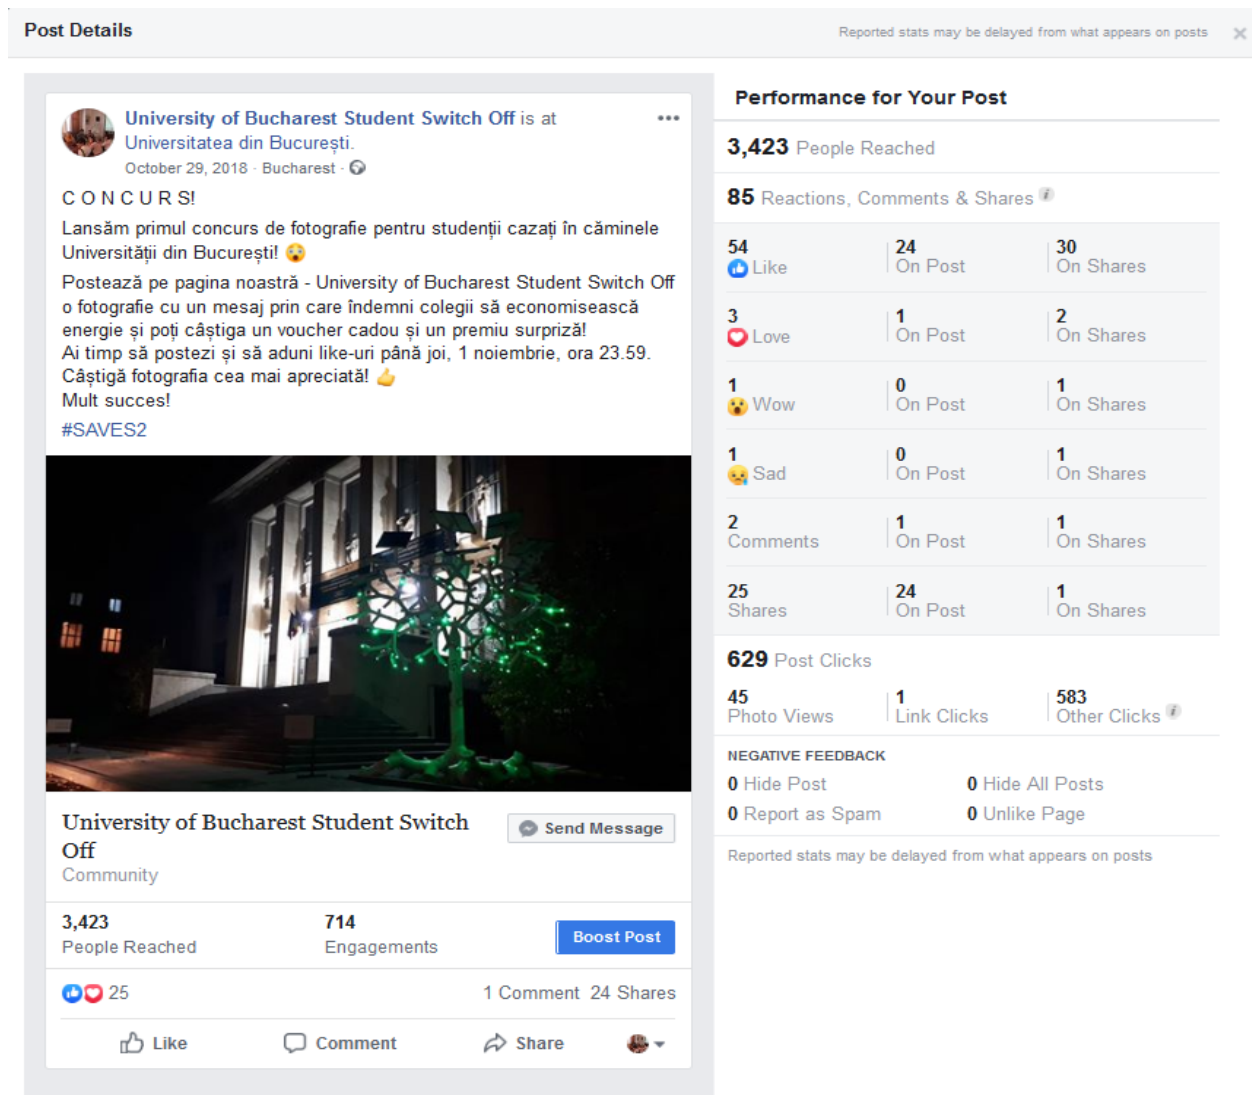 Post Details
Reported stats may be delayed from what appears on posts
University of Bucharest Student Switch Off is at
Universitatea din București.
October 29, 2018 · Bucharest ·
C O N C U R S!
Lansăm primul concurs de fotografie pentru studenții cazați în căminele
Universității din București! 😱
Postează pe pagina noastră - University of Bucharest Student Switch Off
o fotografie cu un mesaj prin care îndemni colegii să economisească
energie și poți câștiga un voucher cadou și un premiu surpriză!
Ai timp să postezi și să aduni like-uri până joi, 1 noiembrie, ora 23.59.
Câștigă fotografia cea mai apreciată! 👍
Mult succes!
#SAVES2
University of Bucharest Student Switch
Off
Community
Send Message
3,423
People Reached
714
Engagements
Boost Post
25
1 Comment 24 Shares
Like
Comment
Share
Performance for Your Post
3,423 People Reached
85 Reactions, Comments & Shares
54
Like
24
On Post
30
On Shares
3
Love
1
On Post
2
On Shares
1
Wow
0
On Post
1
On Shares
1
Sad
0
On Post
1
On Shares
2
Comments
1
On Post
1
On Shares
25
Shares
24
On Post
1
On Shares
629 Post Clicks
45
Photo Views
1
Link Clicks
583
Other Clicks
NEGATIVE FEEDBACK
0 Hide Post
0 Hide All Posts
0 Report as Spam
0 Unlike Page
Reported stats may be delayed from what appears on posts